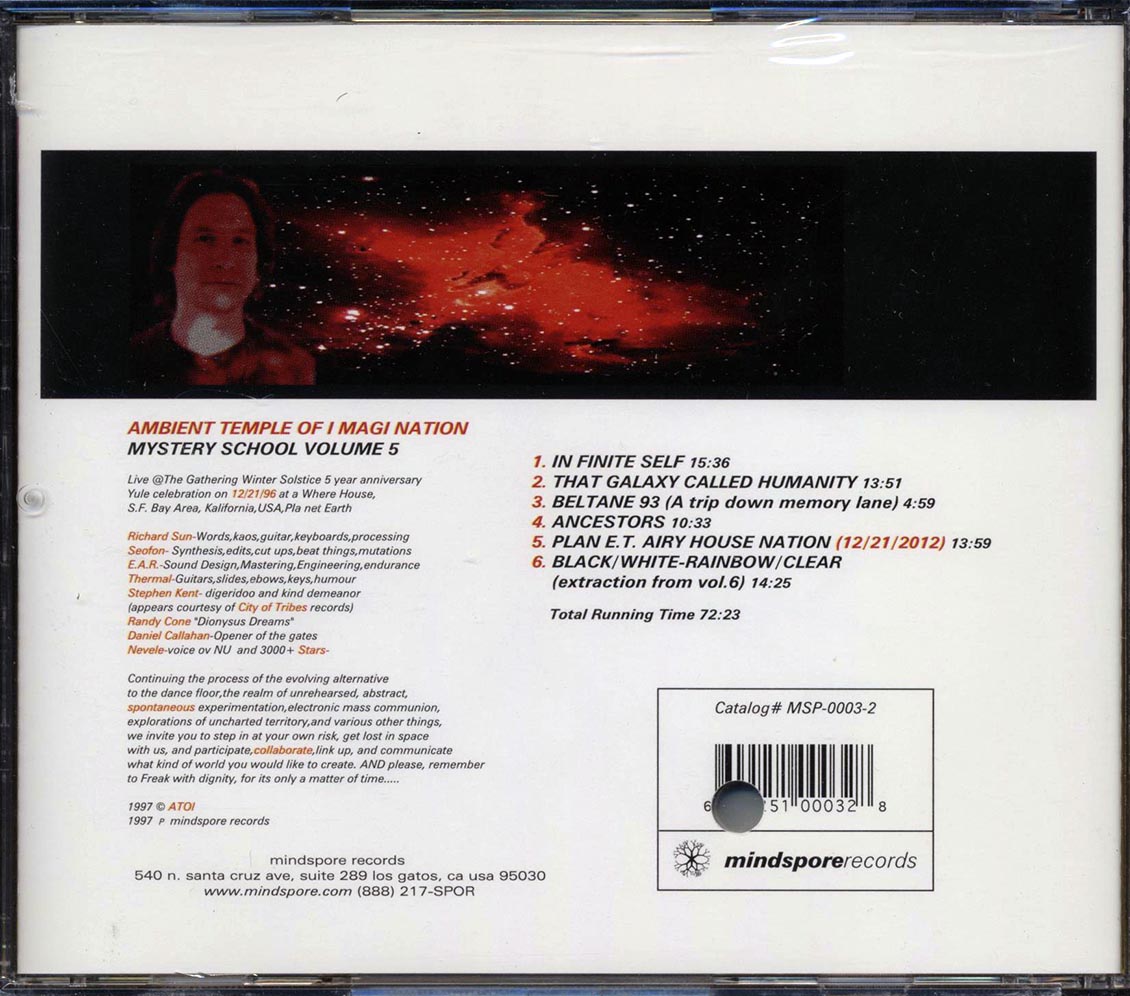 AMBIENT TEMPLE OF I MAGI NATION
MYSTERY SCHOOL VOLUME 5
Live @The Gathering Winter Solstice 5 year anniversary
Yule celebration on 12/21/96 at a Where House,
S.F. Bay Area, Kalifornia,USA,Pla net Earth
Richard Sun-Words,kaos,guitar,keyboards,processing
Seofon- Synthesis,edits,cut ups,beat things,mutations
E.A.R.-Sound Design,Mastering,Engineering,endurance
Thermal-Guitars,slides,ebows,keys,humour
Stephen Kent- digeridoo and kind demeanor
(appears courtesy of City of Tribes records)
Randy Cone "Dionysus Dreams"
Daniel Callahan-Opener of the gates
Nevele-voice ov NU and 3000+ Stars-
Continuing the process of the evolving alternative
to the dance floor,the realm of unrehearsed, abstract,
spontaneous experimentation,electronic mass communion,
explorations of uncharted territory,and various other things,
we invite you to step in at your own risk, get lost in space
with us, and participate,collaborate,link up, and communicate
what kind of world you would like to create. AND please, remember
to Freak with dignity, for its only a matter of time.....
1997 © ATOI
1997 P mindspore records
mindspore records
540 n. santa cruz ave, suite 289 los gatos, ca usa 95030
www.mindspore.com (888) 217-SPOR
1. IN FINITE SELF 15:36
2. THAT GALAXY CALLED HUMANITY 13:51
3. BELTANE 93 (A trip down memory lane) 4:59
4. ANCESTORS 10:33
5. PLAN E.T. AIRY HOUSE NATION (12/21/2012) 13:59
6. BLACK/WHITE-RAINBOW/CLEAR
(extraction from vol.6) 14:25
Total Running Time 72:23
Catalog# MSP-0003-2
6 51 00032 8
mindsporerecords